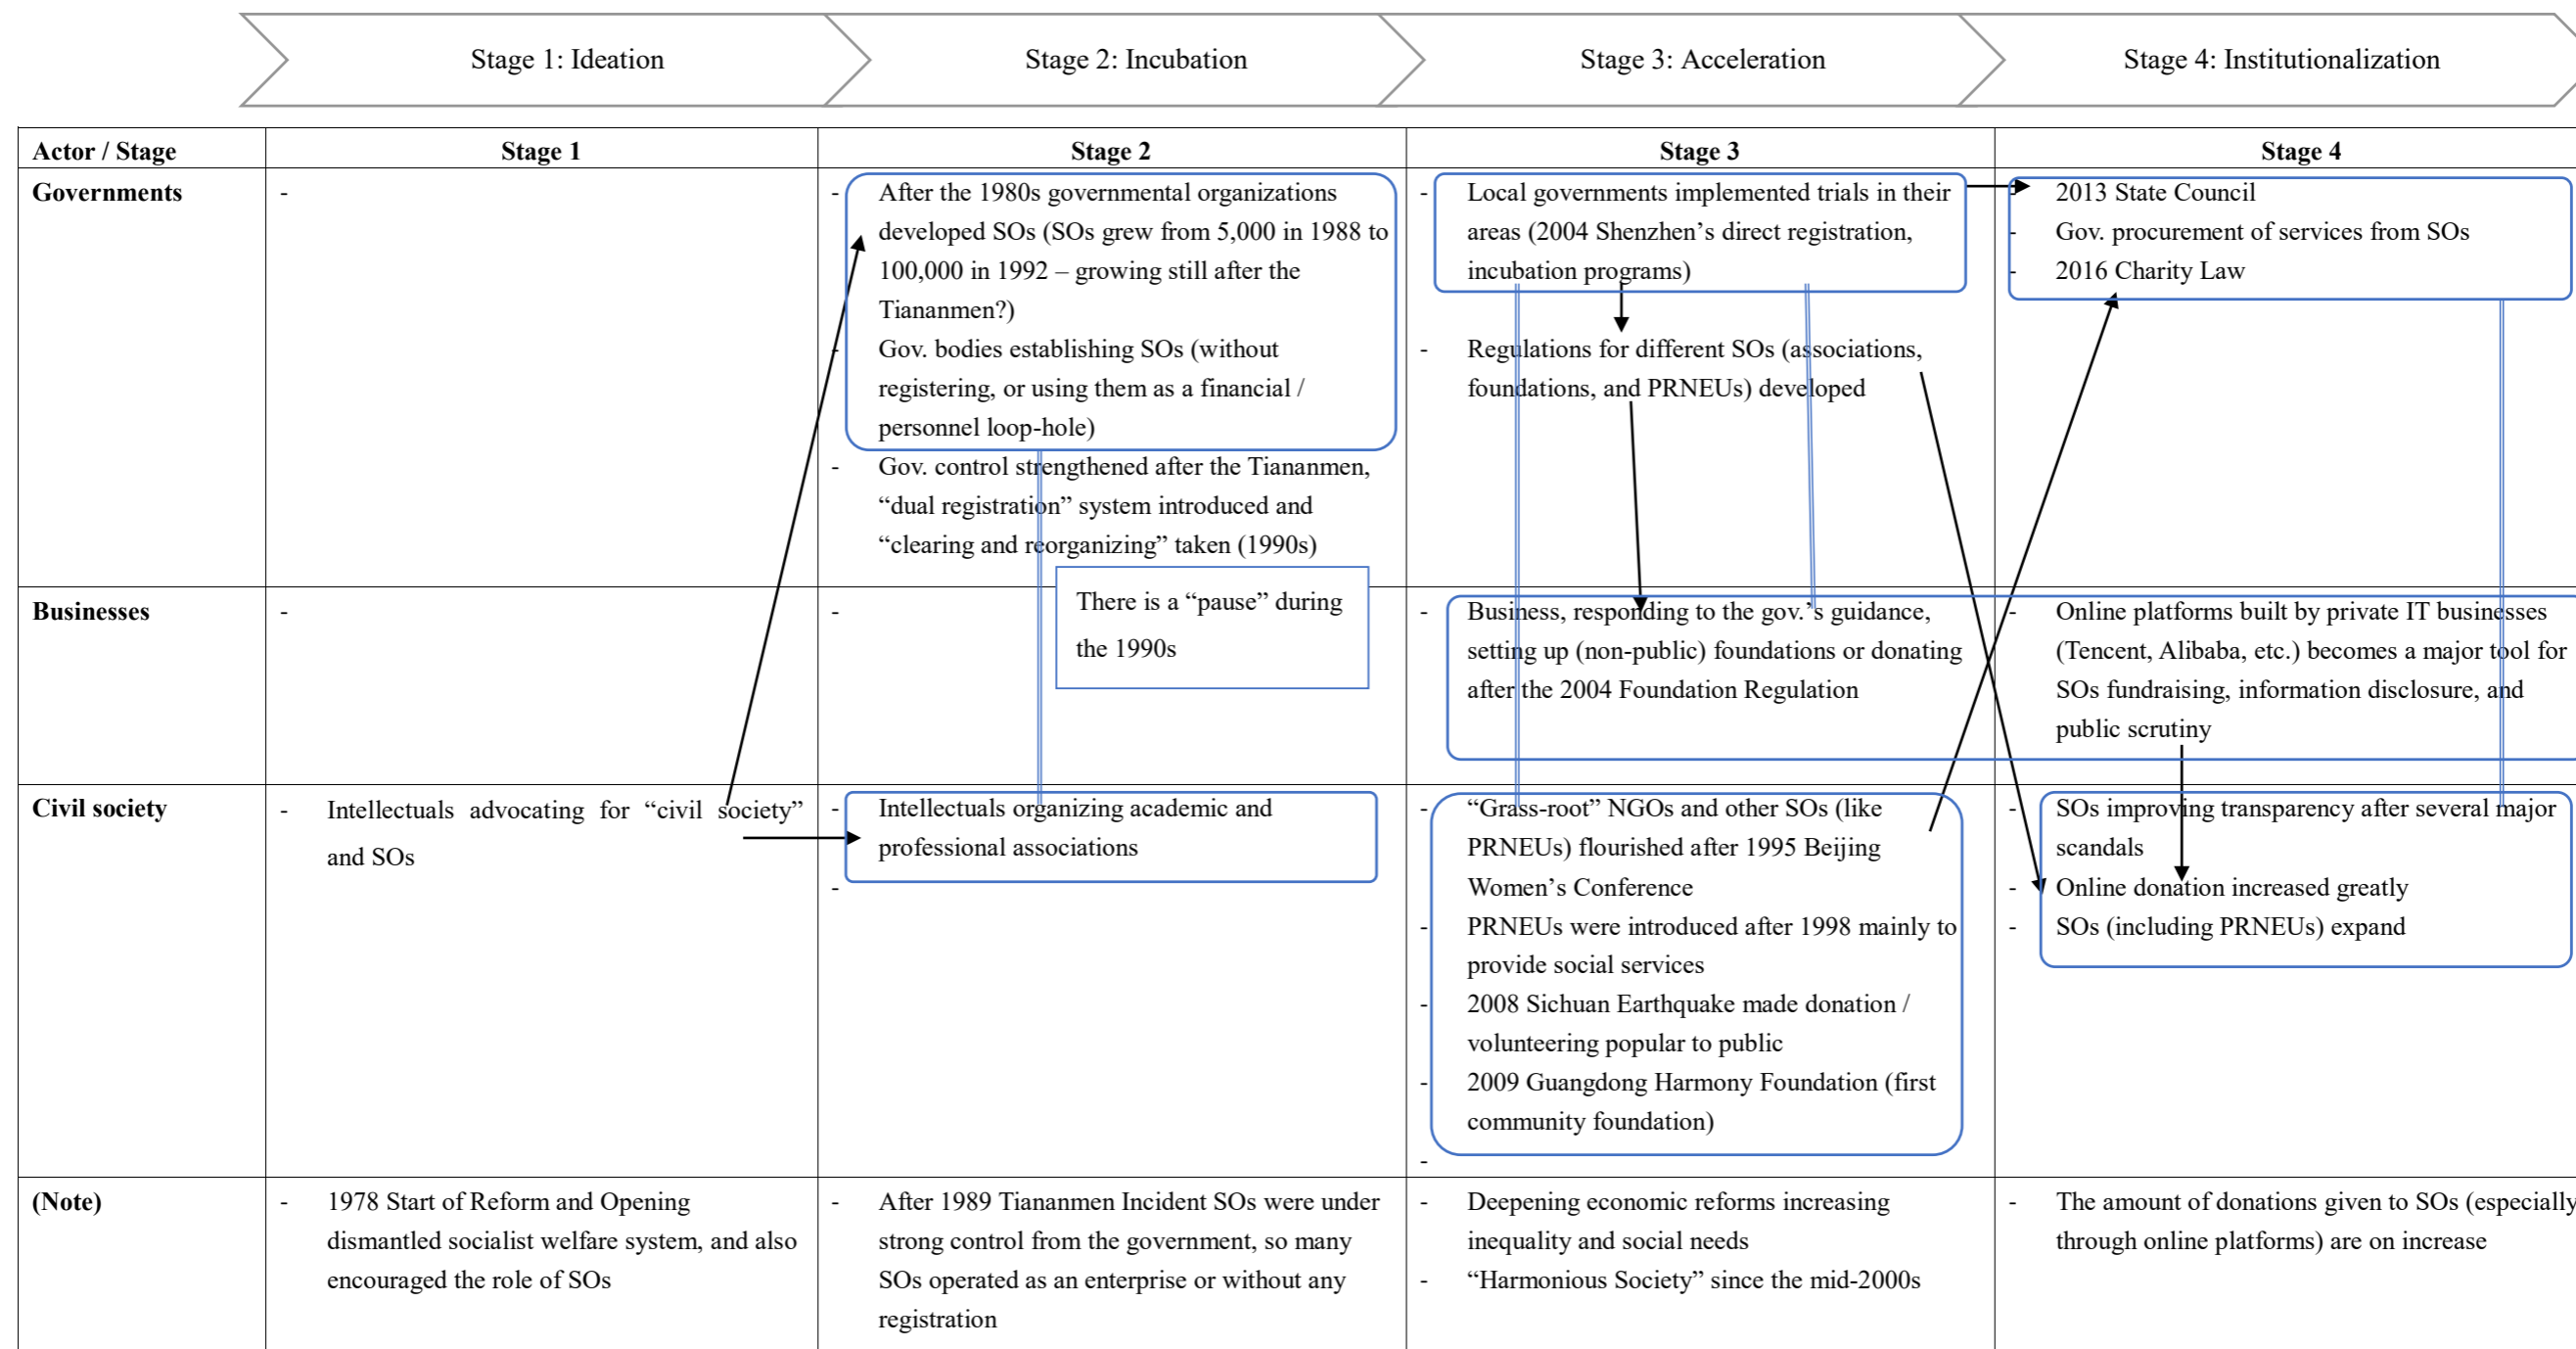 Stage 1: Ideation
Stage 2: Incubation
Stage 3: Acceleration
Stage 4: Institutionalization
Actor / Stage
Stage 1
Stage 2
Stage 3
Stage 4
Governments
-
- After the 1980s governmental organizations
developed SOs (SOs grew from 5,000 in 1988 to
100,000 in 1992 – growing still after the
Tiananmen?)
- Gov. bodies establishing SOs (without
registering, or using them as a financial /
personnel loop-hole)
- Gov. control strengthened after the Tiananmen,
“dual registration” system introduced and
“clearing and reorganizing” taken (1990s)
- Local governments implemented trials in their
areas (2004 Shenzhen’s direct registration,
incubation programs)
- Regulations for different SOs (associations,
foundations, and PRNEUs) developed
- 2013 State Council
- Gov. procurement of services from SOs
- 2016 Charity Law
Businesses
-
-
There is a “pause” during
the 1990s
- Business, responding to the gov.’s guidance,
setting up (non-public) foundations or donating
after the 2004 Foundation Regulation
- Online platforms built by private IT businesses
(Tencent, Alibaba, etc.) becomes a major tool for
SOs fundraising, information disclosure, and
public scrutiny
Civil society
- Intellectuals advocating for “civil society”
and SOs
- Intellectuals organizing academic and
professional associations
-
- “Grass-root” NGOs and other SOs (like
PRNEUs) flourished after 1995 Beijing
Women’s Conference
- PRNEUs were introduced after 1998 mainly to
provide social services
- 2008 Sichuan Earthquake made donation /
volunteering popular to public
- 2009 Guangdong Harmony Foundation (first
community foundation)
-
- SOs improving transparency after several major
scandals
- Online donation increased greatly
- SOs (including PRNEUs) expand
(Note)
- 1978 Start of Reform and Opening
dismantled socialist welfare system, and also
encouraged the role of SOs
- After 1989 Tiananmen Incident SOs were under
strong control from the government, so many
SOs operated as an enterprise or without any
registration
- Deepening economic reforms increasing
inequality and social needs
- “Harmonious Society” since the mid-2000s
- The amount of donations given to SOs (especially
through online platforms) are on increase